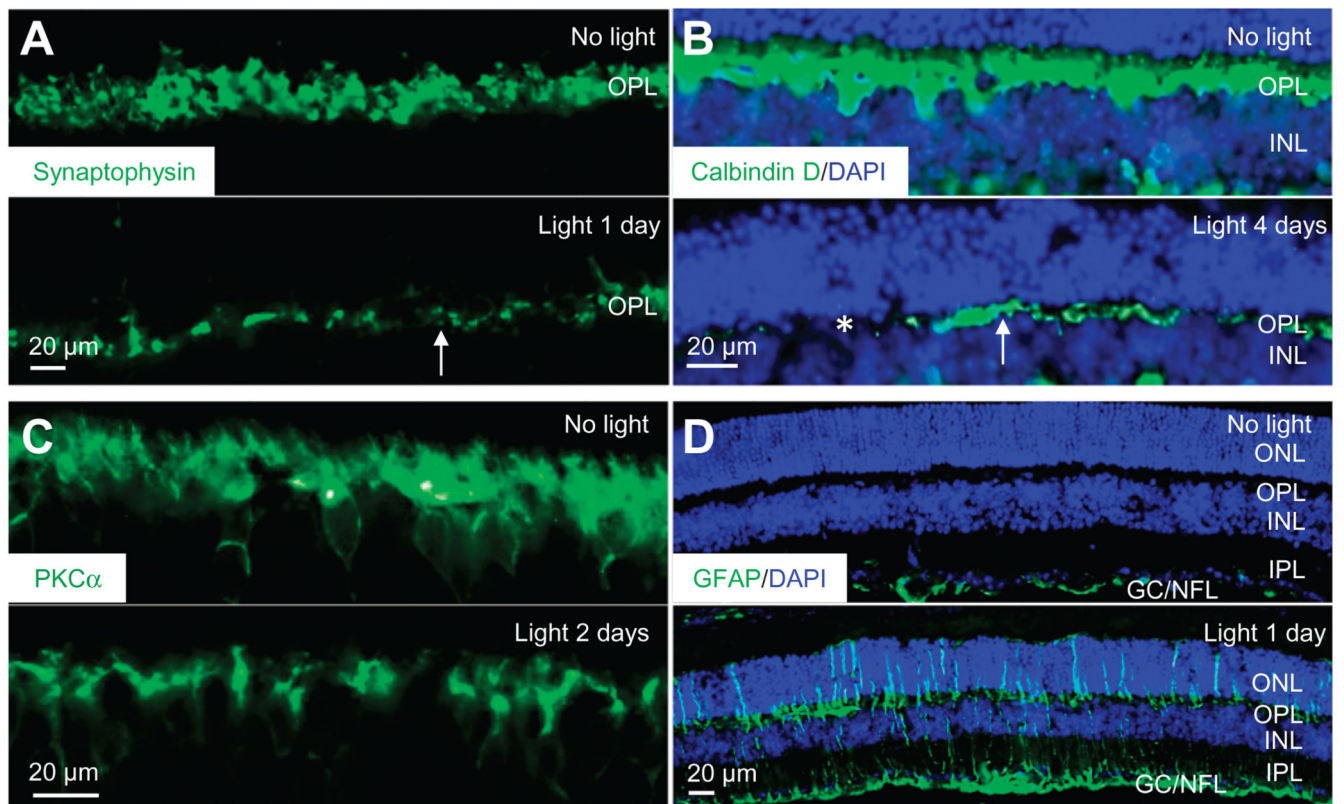 A
No light
OPL
Synaptophysin
Light 1 day
OPL
20 µm
B
No light
OPL
INL
Calbindin D/DAPI
Light 4 days
*
OPL
INL
20 µm
C
No light
PKCα
Light 2 days
20 µm
D
No light
ONL
OPL
INL
IPL
GFAP/DAPI
GC/NFL
Light 1 day
ONL
OPL
INL
IPL
20 µm
GC/NFL